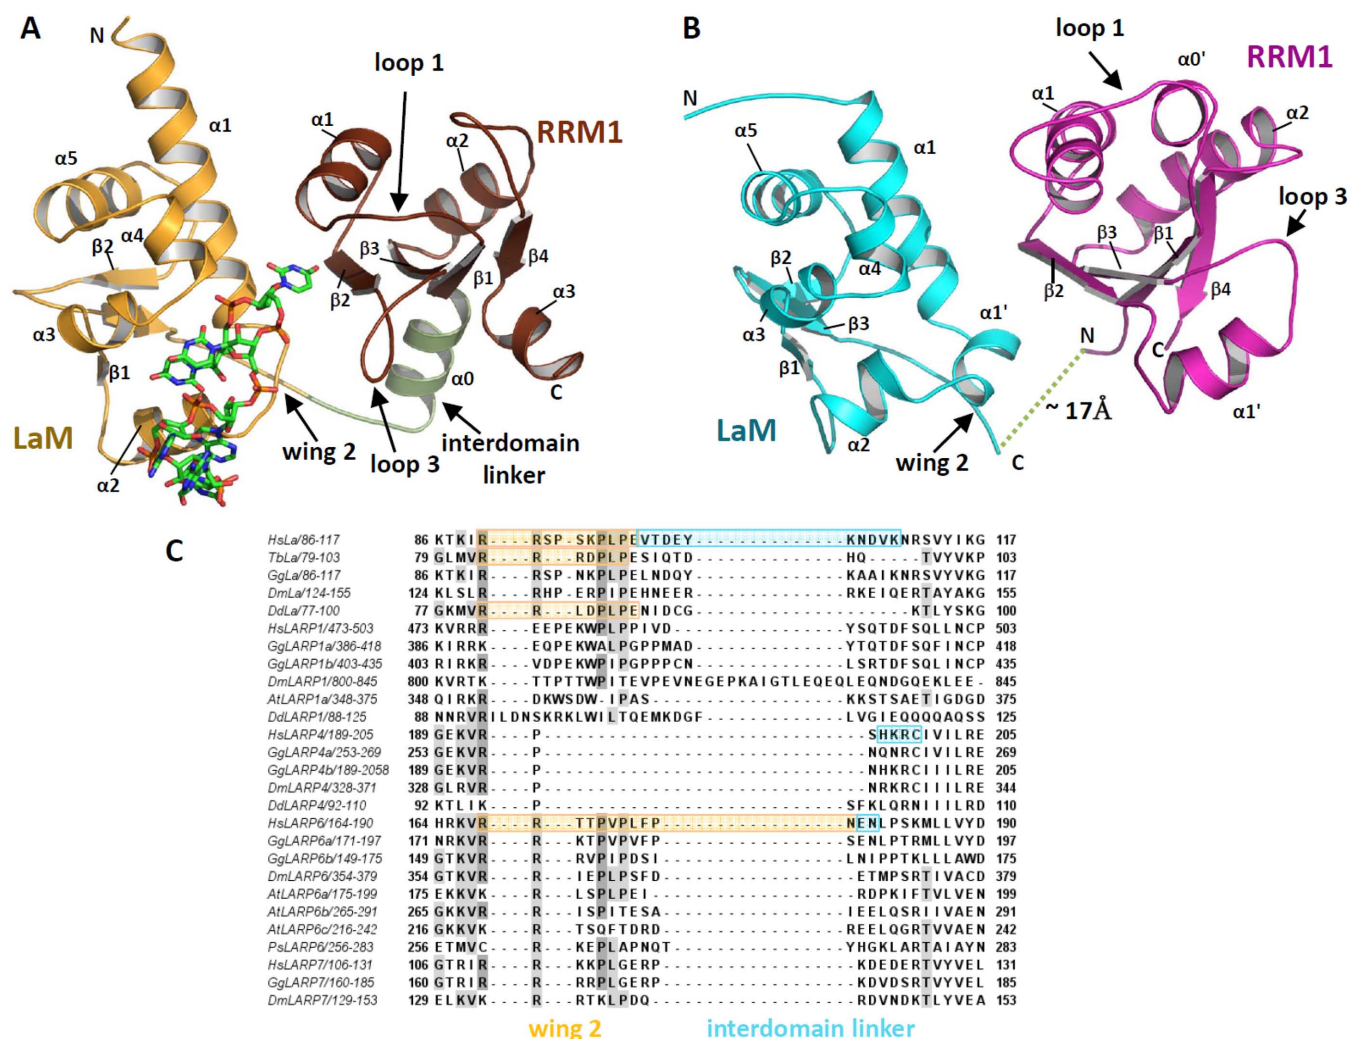 A
B
N
loop 1
α1
α2
RRM1
α1
α5
α4
β2
β3
β2
β1
β4
α3
α3
β1
α0
C
LaM
α2
wing 2
loop 3
interdomain
linker
loop 1
α0'
RRM1
N
α1
α2
α5
α1
loop 3
β2
α4
β3
β1
α3
β3
α1'
β2
β4
β1
N
C
α1'
~ 17Å
LaM
α2
wing 2
C
C
HsLa/86-117 86 KTKIR----RSP-SKPLPEVTDEY--------------KNDVKNRSVYIKG 117
TbLa/79-103 79 GLMVR----R---RDPLPESIQTD--------------HQ---TVYVKP 103
GgLa/86-117 86 KTKIR----RSP-NKPLPELNDQY--------------KAAIKNRSVYVKG 117
DmLa/124-155 124 KLSLR----RHP-ERPIPEHNEER--------------RKEIQERTAYAKG 155
DdLa/77-100 77 GKMVR----R---LDPLPENIDCG--------------KTLYSKG 100
HsLARP1/473-503 473 KVRRR----EEPEKWPLPPIVD---------------YSQTDFSQLLNCP 503
GgLARP1a/386-418 386 KIRRK----EQPEKWALPGPPMAD-------------YTQTDFSQFINCP 418
GgLARP1b/403-435 403 RIRKR----VDPEKWPIPGPPPCN-------------LSRTDFSQLINCP 435
DmLARP1/800-845 800 KVRTK----TTPTTWPITEVPEVNEGEPKAIGTLEQEQLEQNDGQEKLEE- 845
AtLARP1a/348-375 348 QIRKR----DKWSDW-IPAS-----------------KKSTSAETIGDGD 375
DdLARP1/88-125 88 NNRVRILDNSKRKLWILTQEMKDGF-------------LVGIEQQQQAQSS 125
HsLARP4/189-205 189 GEKVR----P----------------------------SHKRCIVILRE 205
GgLARP4a/253-269 253 GEKVR----P----------------------------NQNRCIIILRE 269
GgLARP4b/189-2058 189 GEKVR----P----------------------------NHKRCIIILRE 205
DmLARP4/328-371 328 GLRVR----P----------------------------NRKRCIIILRE 344
DdLARP4/92-110 92 KTLIK----P----------------------------SFKLQRNIIILRD 110
HsLARP6/164-190 164 HRKVR----R---TTPVPLFP-----------------NENLPSKMLLVYD 190
GgLARP6a/171-197 171 NRKVR----R---KTPVPVFP-----------------SENLPTRMLLVYD 197
GgLARP6b/149-175 149 GTKVR----R---RVPIPDSI-----------------LNIPPTKLLLAWD 175
DmLARP6/354-379 354 GTKVR----R---IEPLPSFD-----------------ETMPSRTIVACD 379
AtLARP6a/175-199 175 EKKVK----R---LSPLPEI------------------RDPKIFTVLVEN 199
AtLARP6b/265-291 265 GKKVR----R---ISPITESA-----------------IEELQSRIIVAEN 291
AtLARP6c/216-242 216 GKKVK----R---TSQFTDRD-----------------REELQGRTVVAEN 242
PsLARP6/256-283 256 ETMVC----R---KEPLAPNQT----------------YHGKLARTAIAYN 283
HsLARP7/106-131 106 GTRIR----R---KKPLGERP-----------------KDEDERTVYVEL 131
GgLARP7/160-185 160 GTRIR----R---RRPLGERP-----------------KDVDSRTVYVEL 185
DmLARP7/129-153 129 ELKVK----R---RTKLPDQ------------------RDVNDKTLYVEA 153
wing 2
interdomain linker